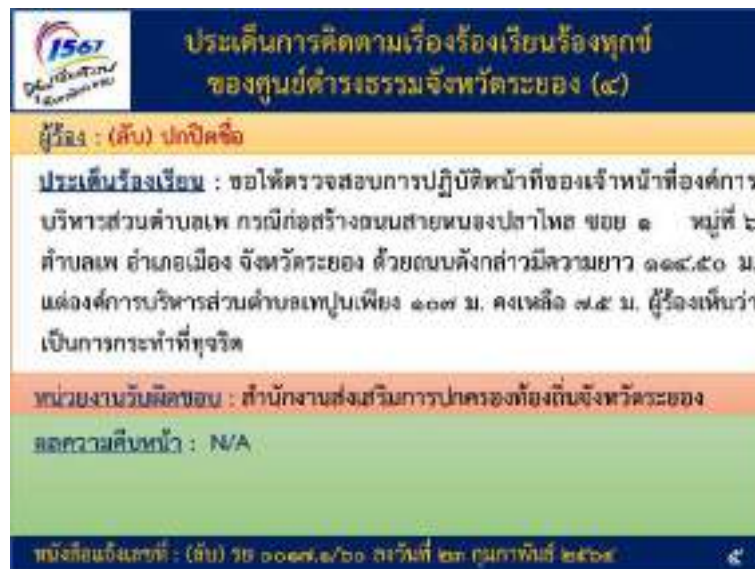 1567
ประเด็นการติดตามเรื่องร้องเรียนร้องทุกข์
ของศูนย์ดำรงธรรมจังหวัดระยอง (๔)
ผู้ร้อง : (ลับ) ปกปิดชื่อ
ประเด็นร้องเรียน : ขอให้ตรวจสอบการปฏิบัติหน้าที่ของเจ้าหน้าที่องค์การ
บริหารส่วนตำบลเพ กรณีก่อสร้างถนนสายหนองปลาไหล ซอย ๑ หมู่ที่ ๖
ตำบลเพ อำเภอเมือง จังหวัดระยอง ด้วยถนนดังกล่าวมีความยาว ๑๑๔.๕๐ ม.
แต่องค์การบริหารส่วนตำบลเทปูนเพียง ๑๐๗ ม. คงเหลือ ๗.๕ ม. ผู้ร้องเห็นว่า
เป็นการกระทำที่ทุจริต
หน่วยงานรับผิดชอบ : สำนักงานส่งเสริมการปกครองท้องถิ่นจังหวัดระยอง
ผลความคืบหน้า : N/A
หนังสือแจ้งเลขที่ : (ลับ) รย ๐๐๑๗.๑/๖๐ ลงวันที่ ๒๓ กุมภาพันธ์ ๒๕๖๔
๕